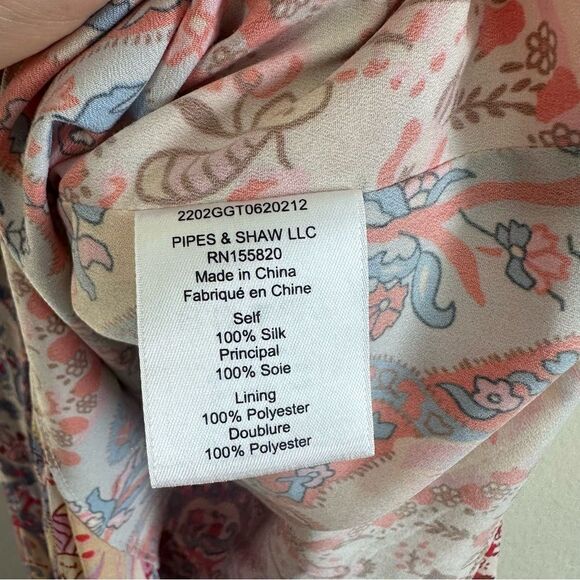 2202GGT0620212
PIPES & SHAW LLC
RN155820
Made in China
Fabriqué en Chine
Self
100% Silk
Principal
100% Soie
Lining
100% Polyester
Doublure
100% Polyester